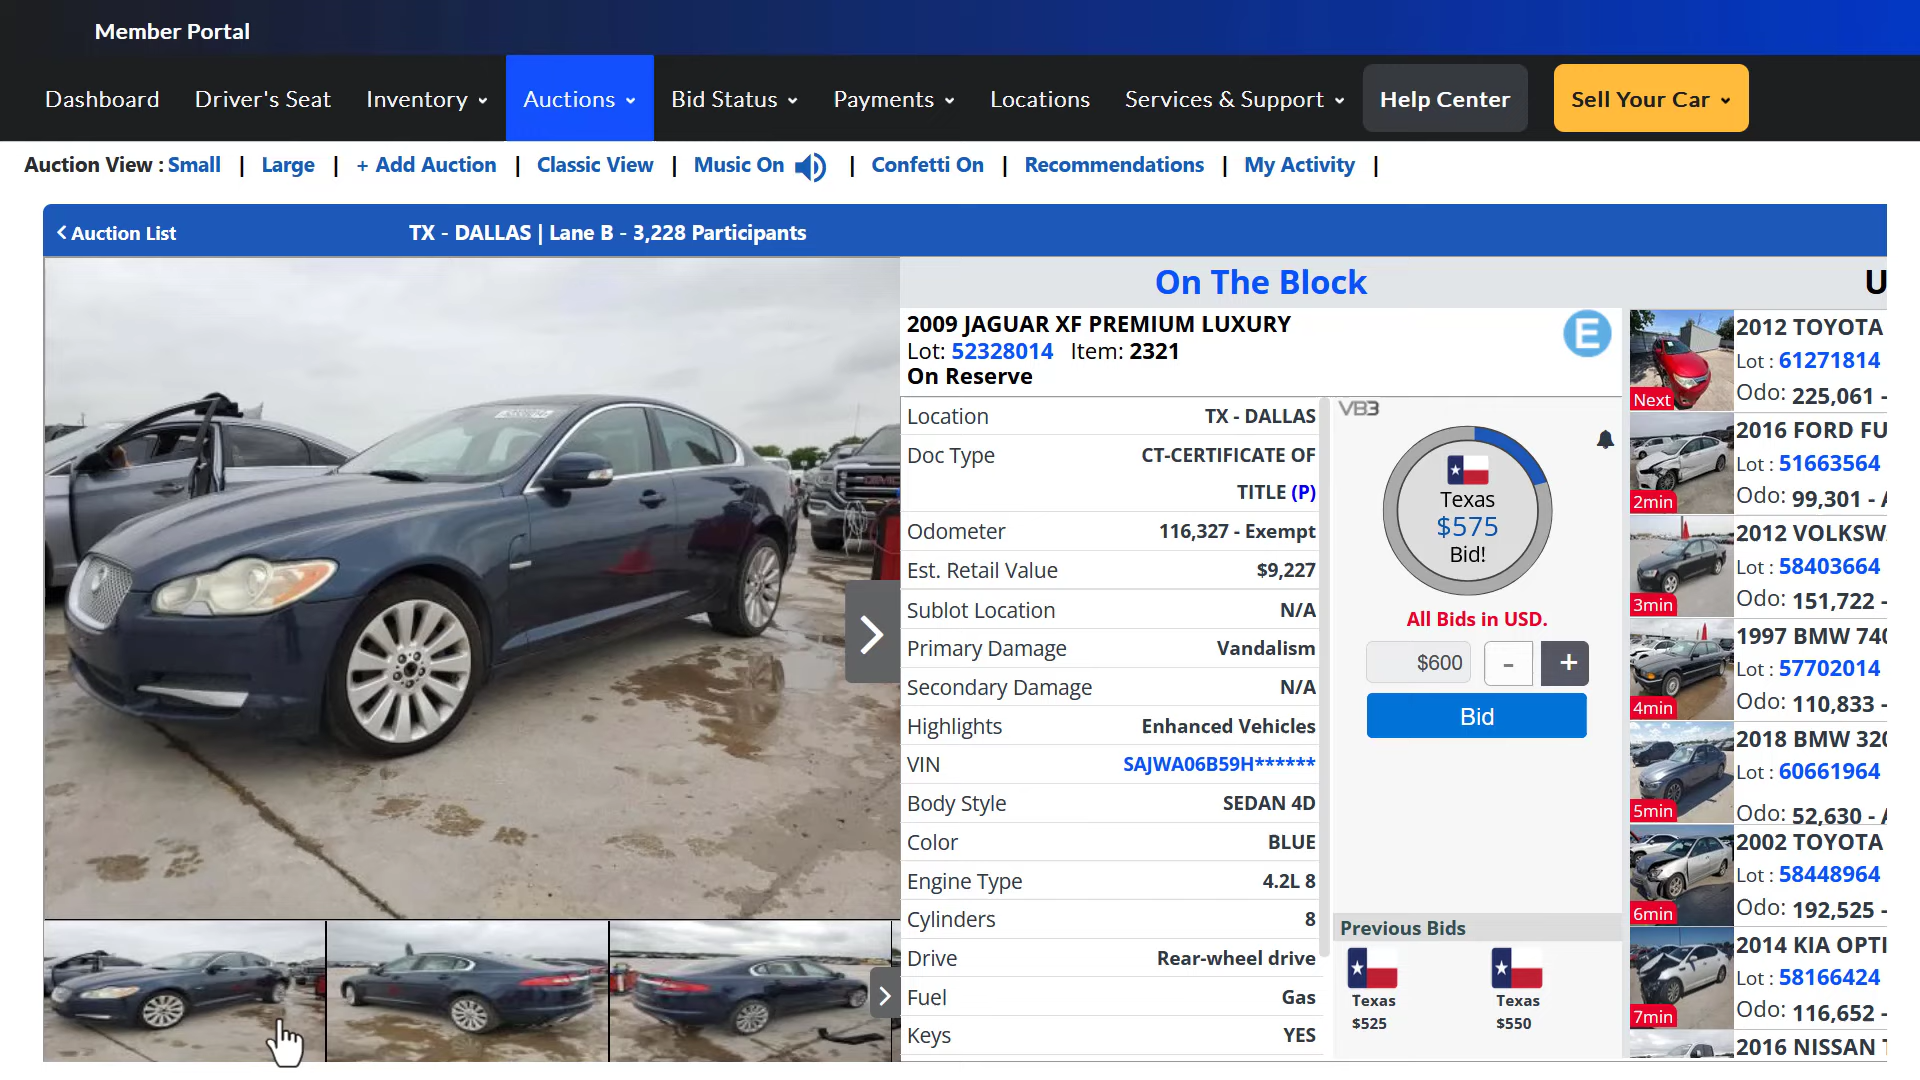 Member Portal
Dashboard Driver's Seat Inventory Auctions Bid Status Payments Locations Services & Support Help Center Sell Your Car
Auction View : Small | Large | + Add Auction | Classic View | Music On | Confetti On | Recommendations | My Activity |
Auction List TX - DALLAS | Lane B - 3,228 Participants
On The Block U
2009 JAGUAR XF PREMIUM LUXURY
Lot: 52328014 Item: 2321
On Reserve
E
Location TX - DALLAS
Doc Type CT-CERTIFICATE OF
TITLE (P)
Odometer 116,327 - Exempt
Est. Retail Value $9,227
Sublot Location N/A
Primary Damage Vandalism
Secondary Damage N/A
Highlights Enhanced Vehicles
VIN SAJWA06B59H******
Body Style SEDAN 4D
Color BLUE
Engine Type 4.2L 8
Cylinders 8
Drive Rear-wheel drive
Fuel Gas
Keys YES
VB3
Texas
$575
Bid!
All Bids in USD.
$600 - +
Bid
Previous Bids
Texas
$525
Texas
$550
2012 TOYOTA
Lot : 61271814
Odo: 225,061 -
Next
2016 FORD FU
Lot : 51663564
Odo: 99,301 - A
2min
2012 VOLKSW
Lot : 58403664
Odo: 151,722 -
3min
1997 BMW 740
Lot : 57702014
Odo: 110,833 -
4min
2018 BMW 320
Lot : 60661964
Odo: 52,630 - A
5min
2002 TOYOTA
Lot : 58448964
Odo: 192,525 -
6min
2014 KIA OPTI
Lot : 58166424
Odo: 116,652 -
7min
2016 NISSAN T